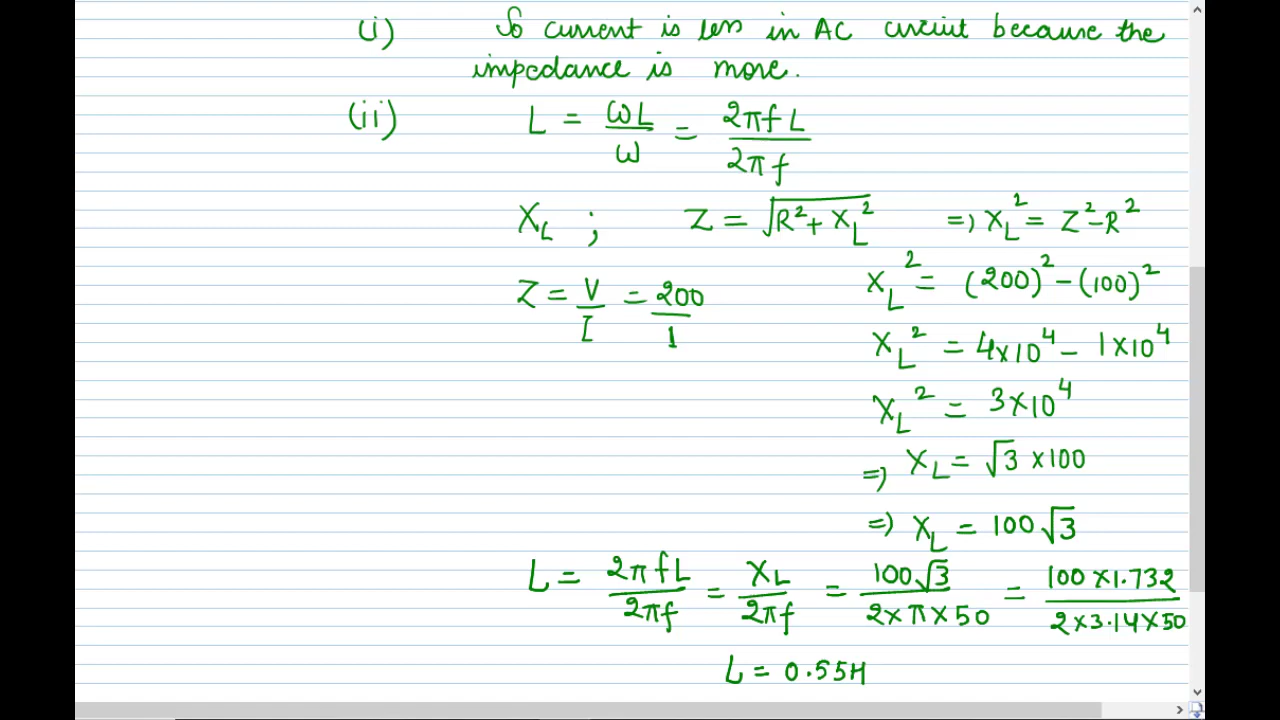 (i) So current is less in AC circuit because the
impedance is more.
(ii) L = ωL/ω = 2πfL/2πf
X_L ; Z = √(R²+X_L²) ⇒ X_L² = Z²-R²
X_L² = (200)² - (100)²
Z = V/I = 200/1
X_L² = 4×10⁴ - 1×10⁴
X_L² = 3×10⁴
⇒ X_L = √3 ×100
⇒ X_L = 100√3
L = 2πfL/2πf = X_L/2πf = 100√3/2×π×50 = 100×1.732/2×3.14×50
L = 0.55H